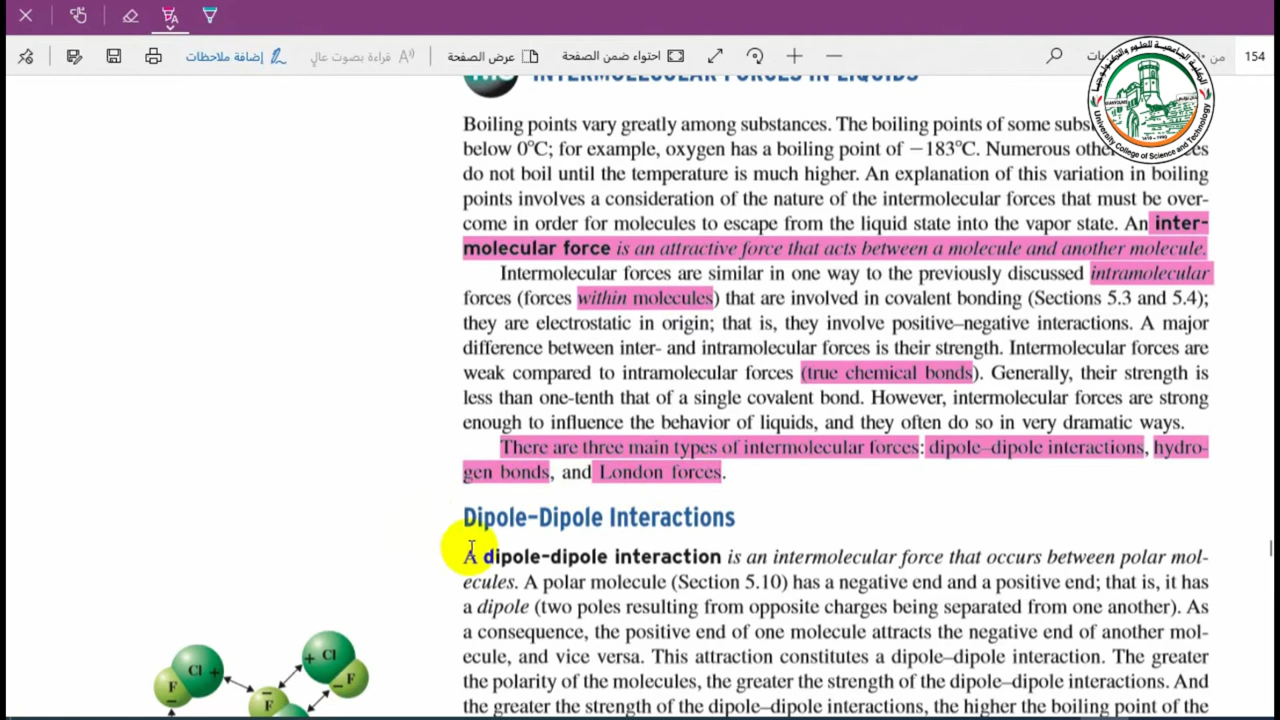 إضافة ملاحظات
قراءة بصوت عالٍ
عرض الصفحة
احتواء ضمن الصفحة
من
154
University College of Science and Technology
INTERMOLECULAR FORCES IN LIQUIDS
Boiling points vary greatly among substances. The boiling points of some subst
below 0°C; for example, oxygen has a boiling point of −183°C. Numerous othe es
do not boil until the temperature is much higher. An explanation of this variation in boiling
points involves a consideration of the nature of the intermolecular forces that must be over-
come in order for molecules to escape from the liquid state into the vapor state. An inter-
molecular force is an attractive force that acts between a molecule and another molecule.
Intermolecular forces are similar in one way to the previously discussed intramolecular
forces (forces within molecules) that are involved in covalent bonding (Sections 5.3 and 5.4);
they are electrostatic in origin; that is, they involve positive–negative interactions. A major
difference between inter- and intramolecular forces is their strength. Intermolecular forces are
weak compared to intramolecular forces (true chemical bonds). Generally, their strength is
less than one-tenth that of a single covalent bond. However, intermolecular forces are strong
enough to influence the behavior of liquids, and they often do so in very dramatic ways.
There are three main types of intermolecular forces: dipole–dipole interactions, hydro-
gen bonds, and London forces.
Dipole–Dipole Interactions
A dipole–dipole interaction is an intermolecular force that occurs between polar mol-
ecules. A polar molecule (Section 5.10) has a negative end and a positive end; that is, it has
a dipole (two poles resulting from opposite charges being separated from one another). As
a consequence, the positive end of one molecule attracts the negative end of another mol-
ecule, and vice versa. This attraction constitutes a dipole–dipole interaction. The greater
the polarity of the molecules, the greater the strength of the dipole–dipole interactions. And
the greater the strength of the dipole–dipole interactions, the higher the boiling point of the
Cl +
F −
+ Cl
− F
− F